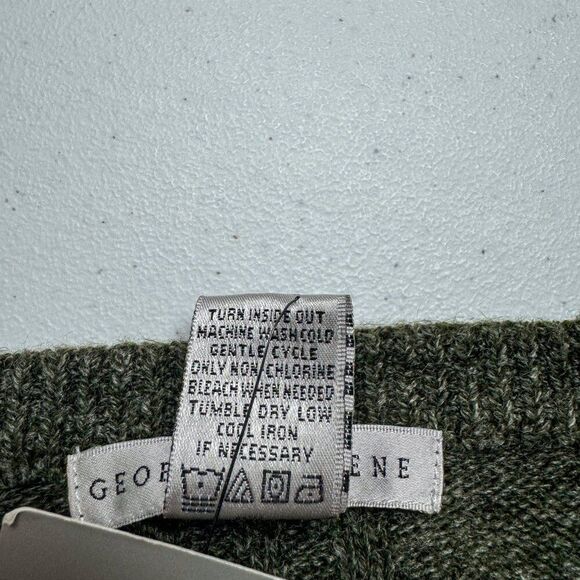 TURN INSIDE OUT
MACHINE WASH COLD
GENTLE CYCLE
ONLY NON CHLORINE
BLEACH WHEN NEEDED
TUMBLE DRY LOW
COOL IRON
IF NECESSARY
GEOR ENE